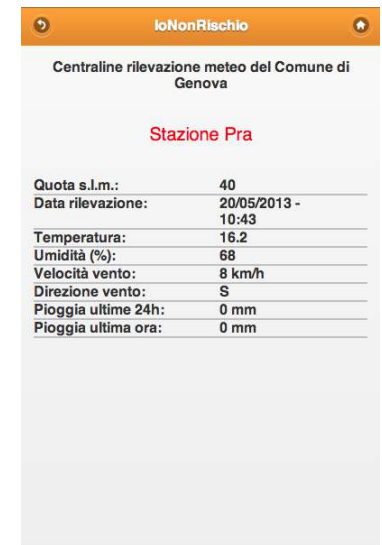 IoNonRischio
Centraline rilevazione meteo del Comune di
Genova
Stazione Pra
Quota s.l.m.: 40
Data rilevazione: 20/05/2013 -
10:43
Temperatura: 16.2
Umidità (%): 68
Velocità vento: 8 km/h
Direzione vento: S
Pioggia ultime 24h: 0 mm
Pioggia ultima ora: 0 mm